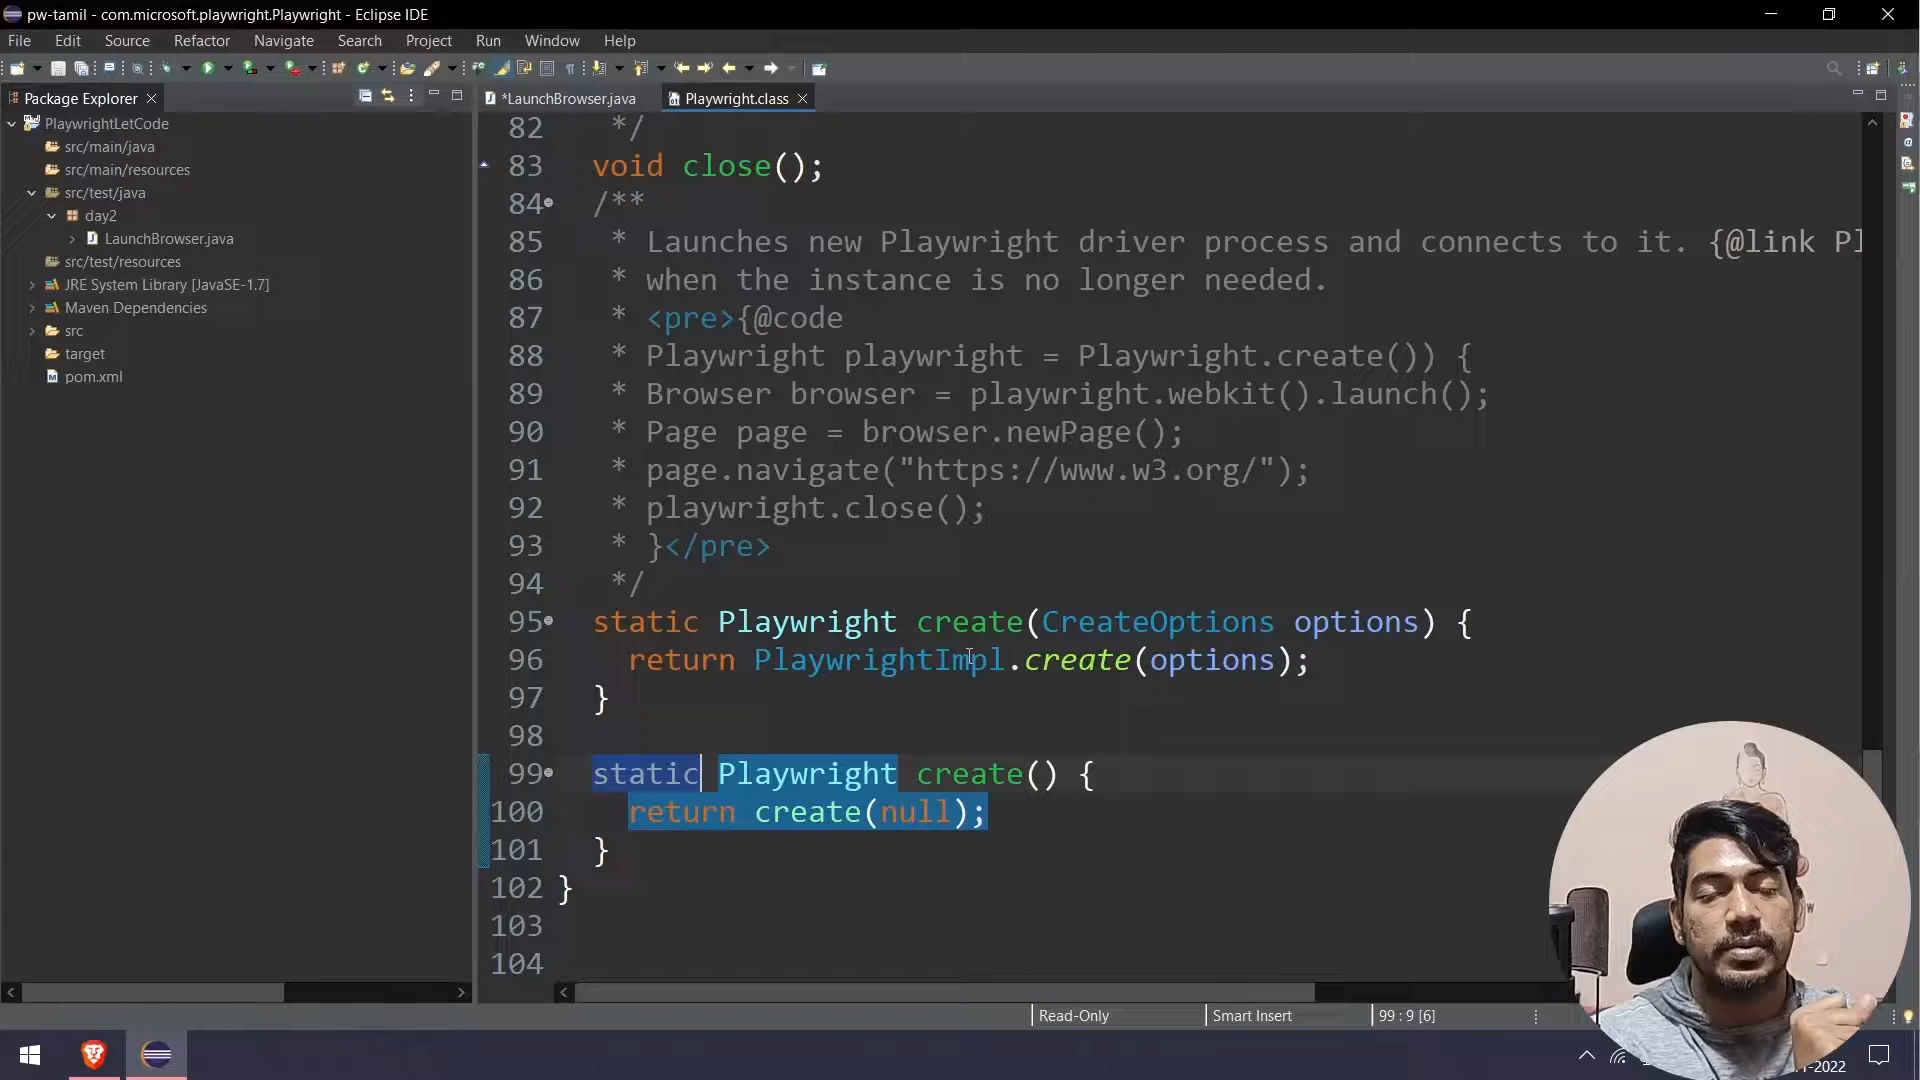 pw-tamil - com.microsoft.playwright.Playwright - Eclipse IDE
File Edit Source Refactor Navigate Search Project Run Window Help
Package Explorer
*LaunchBrowser.java
Playwright.class
PlaywrightLetCode
src/main/java
src/main/resources
src/test/java
day2
LaunchBrowser.java
src/test/resources
JRE System Library [JavaSE-1.7]
Maven Dependencies
src
target
pom.xml
82 */
83 void close();
84 /**
85 * Launches new Playwright driver process and connects to it. {@link Pl
86 * when the instance is no longer needed.
87 * <pre>{@code
88 * Playwright playwright = Playwright.create()) {
89 * Browser browser = playwright.webkit().launch();
90 * Page page = browser.newPage();
91 * page.navigate("https://www.w3.org/");
92 * playwright.close();
93 * }</pre>
94 */
95 static Playwright create(CreateOptions options) {
96 return PlaywrightImpl.create(options);
97 }
98
99 static Playwright create() {
100 return create(null);
101 }
102 }
103
104
Read-Only Smart Insert 99 : 9 [6]
-2022